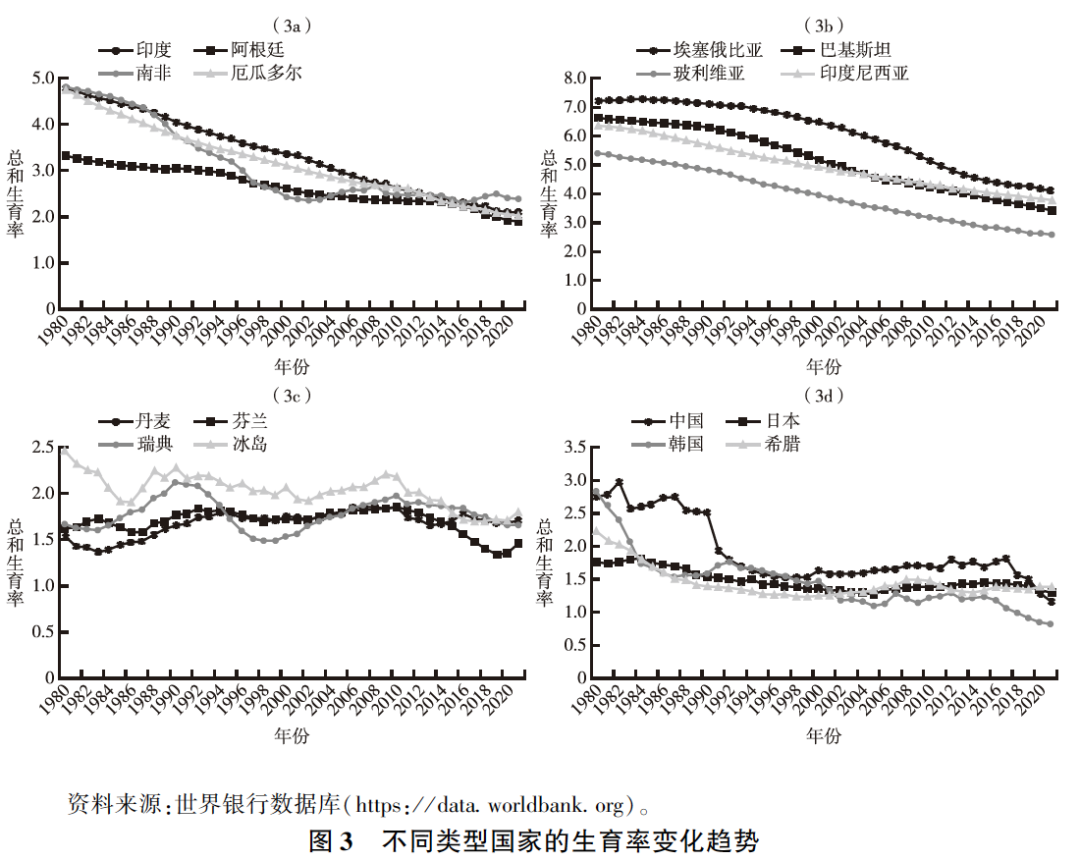 （3a）
印度 阿根廷
南非 厄瓜多尔
5.0
4.0
3.0
2.0
1.0
0
总和生育率
1980 1982 1984 1986 1988 1990 1992 1994 1996 1998 2000 2002 2004 2006 2008 2010 2012 2014 2016 2018 2020
年份
（3b）
埃塞俄比亚 巴基斯坦
玻利维亚 印度尼西亚
8.0
7.0
6.0
5.0
4.0
3.0
2.0
1.0
0
总和生育率
1980 1982 1984 1986 1988 1990 1992 1994 1996 1998 2000 2002 2004 2006 2008 2010 2012 2014 2016 2018 2020
年份
（3c）
丹麦 芬兰
瑞典 冰岛
2.5
2.0
1.5
1.0
0.5
0
总和生育率
1980 1982 1984 1986 1988 1990 1992 1994 1996 1998 2000 2002 2004 2006 2008 2010 2012 2014 2016 2018 2020
年份
（3d）
中国 日本
韩国 希腊
3.5
3.0
2.5
2.0
1.5
1.0
0.5
0
总和生育率
1980 1982 1984 1986 1988 1990 1992 1994 1996 1998 2000 2002 2004 2006 2008 2010 2012 2014 2016 2018 2020
年份
资料来源：世界银行数据库(https://data. worldbank. org)。
图 3 不同类型国家的生育率变化趋势